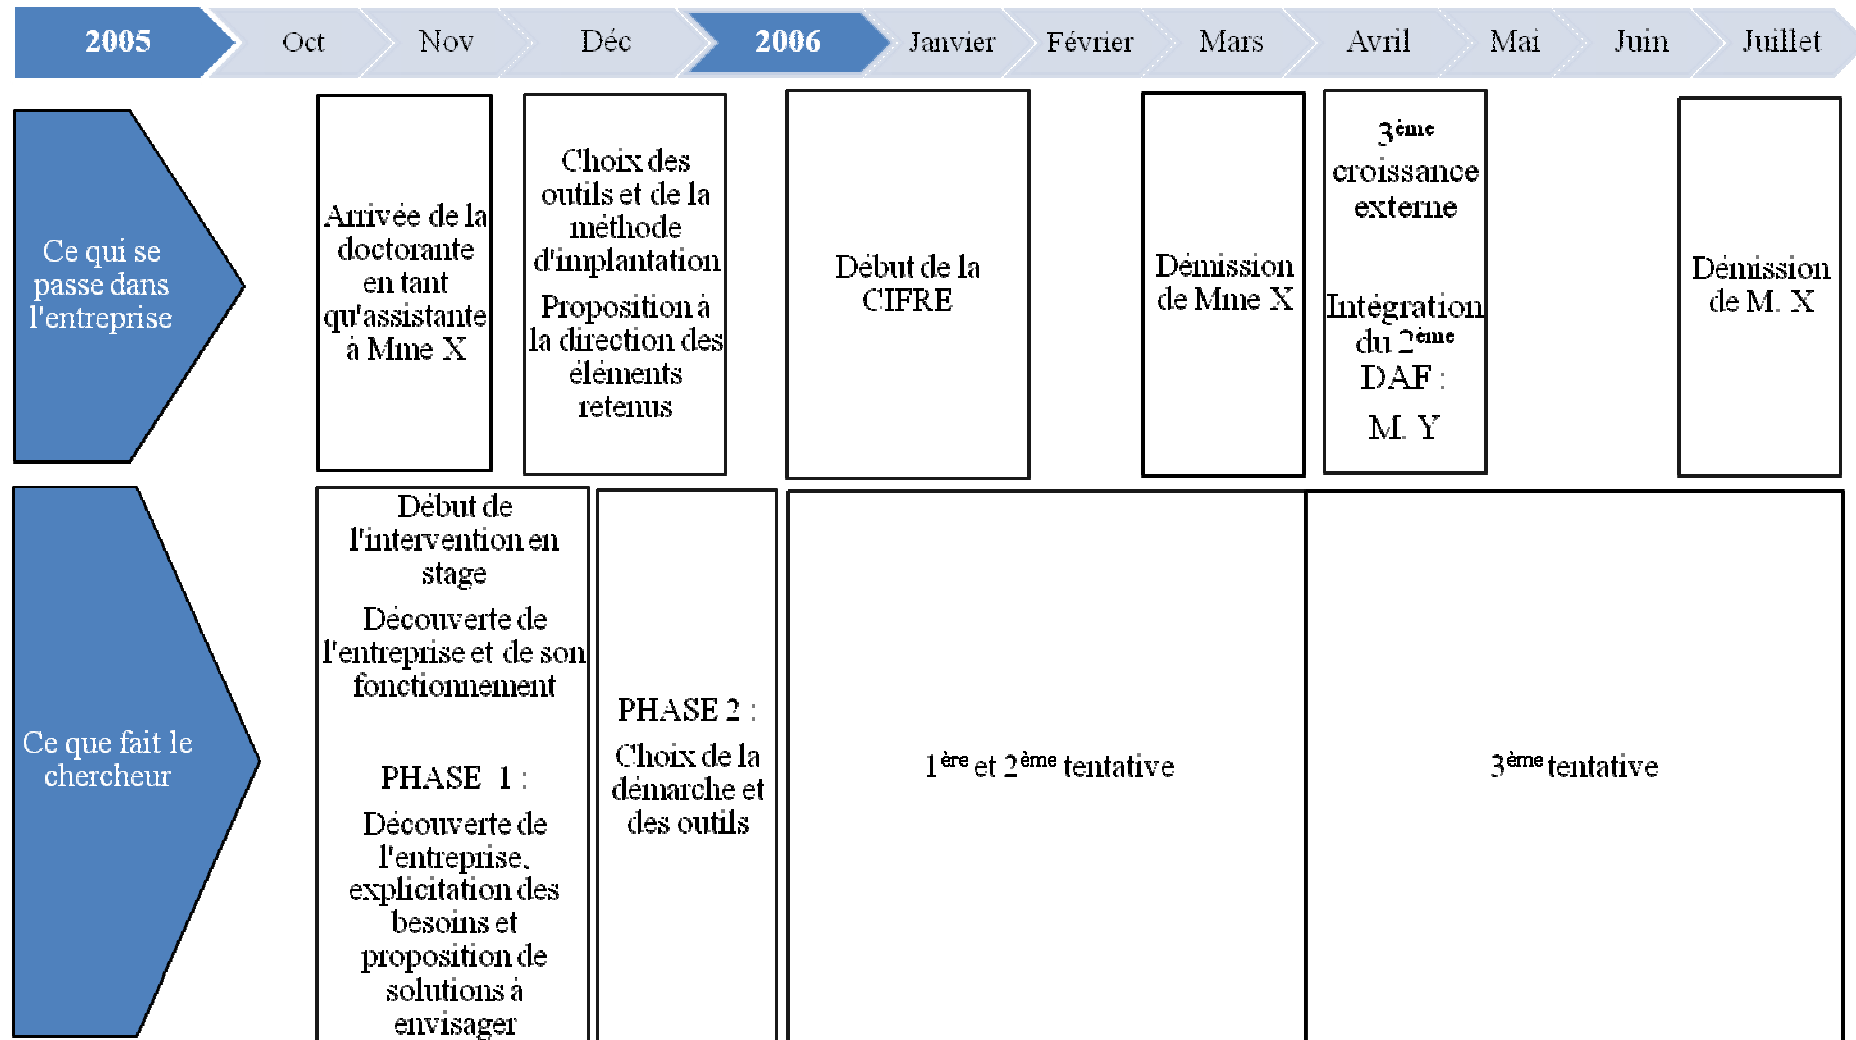 2005
Oct
Nov
Déc
2006
Janvier
Février
Mars
Avril
Mai
Juin
Juillet
Ce qui se
passe dans
l'entreprise
Arrivée de la
doctorante
en tant
qu'assistante
à Mme X
Choix des
outils et de la
méthode
d'implantation
Proposition à
la direction des
éléments
retenus
Début de la
CIFRE
Démission
de Mme X
3ème
croissance
externe
Intégration
du 2ème
DAF :
M. Y
Démission
de M. X
Ce que fait le
chercheur
Début de
l'intervention en
stage
Découverte de
l'entreprise et de son
fonctionnement
PHASE 1 :
Découverte de
l'entreprise,
explicitation des
besoins et
proposition de
solutions à
envisager
PHASE 2 :
Choix de la
démarche et
des outils
1ère et 2ème tentative
3ème tentative